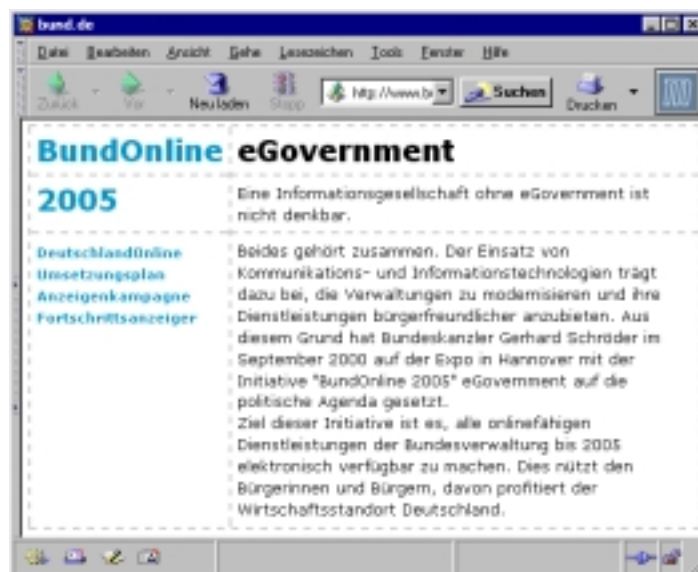 bund.de
Datei Bearbeiten Ansicht Gehe Lesezeichen Tools Fenster Hilfe
Zurück Vor Neu laden Stopp http://www.b Suchen Drucken
BundOnline eGovernment
2005
Eine Informationsgesellschaft ohne eGovernment ist
nicht denkbar.
DeutschlandOnline
Umsetzungsplan
Anzeigenkampagne
Fortschrittsanzeiger
Beides gehört zusammen. Der Einsatz von
Kommunikations- und Informationstechnologien trägt
dazu bei, die Verwaltungen zu modernisieren und ihre
Dienstleistungen bürgerfreundlicher anzubieten. Aus
diesem Grund hat Bundeskanzler Gerhard Schröder im
September 2000 auf der Expo in Hannover mit der
Initiative "BundOnline 2005" eGovernment auf die
politische Agenda gesetzt.
Ziel dieser Initiative ist es, alle onlinefähigen
Dienstleistungen der Bundesverwaltung bis 2005
elektronisch verfügbar zu machen. Dies nützt den
Bürgerinnen und Bürgern, davon profitiert der
Wirtschaftsstandort Deutschland.